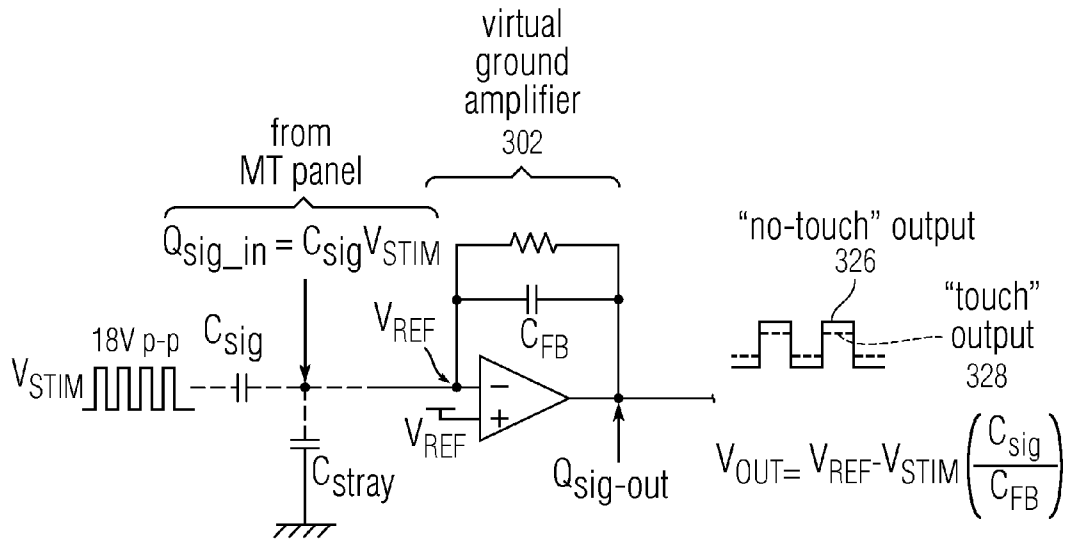 virtual
ground
amplifier
302
from
MT panel
Q_sig_in = C_sig V_STIM
"no-touch" output
326
"touch"
output
328
18V p-p
C_sig
V_REF
C_FB
V_STIM
−
+
V_REF
C_stray
Q_sig-out
V_OUT = V_REF - V_STIM (C_sig / C_FB)